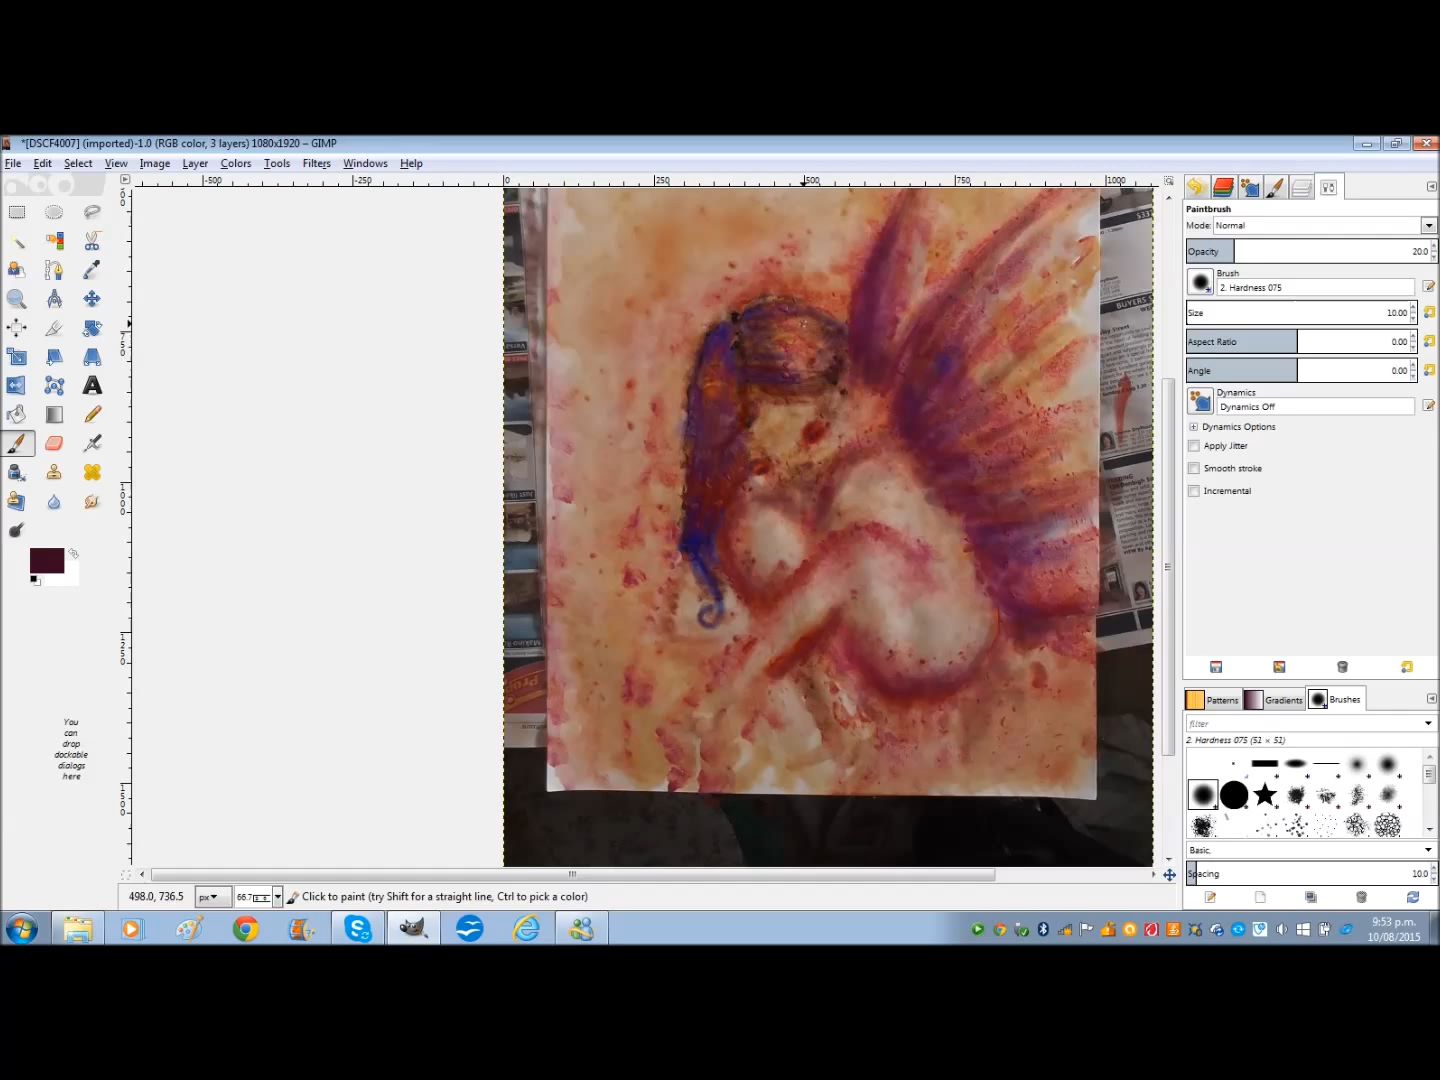 *[DSCF4007] (imported)-1.0 (RGB color, 3 layers) 1080x1920 – GIMP
File Edit Select View Image Layer Colors Tools Filters Windows Help
-500 -250 0 250 500 750 1000
750
1000
1250
1500
You
can
drop
dockable
dialogs
here
Paintbrush
Mode: Normal
Opacity 20.0
Brush
2. Hardness 075
Size 10.00
Aspect Ratio 0.00
Angle 0.00
Dynamics
Dynamics Off
Dynamics Options
Apply Jitter
Smooth stroke
Incremental
Patterns Gradients Brushes
filter
2. Hardness 075 (51 × 51)
Basic,
Spacing 10.0
BUYERS
498.0, 736.5 px 66.7 Click to paint (try Shift for a straight line, Ctrl to pick a color)
9:53 p.m.
10/08/2015